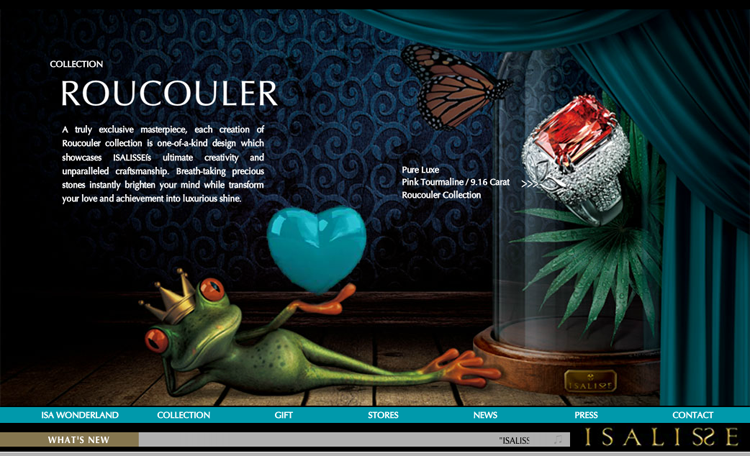 COLLECTION
ROUCOULER
A truly exclusive masterpiece, each creation of
Roucouler collection is one-of-a-kind design which
showcases ISALISSE's ultimate creativity and
unparalleled craftsmanship. Breath-taking precious
stones instantly brighten your mind while transform
your love and achievement into luxurious shine.
Pure Luxe
Pink Tourmaline / 9.16 Carat >>>
Roucouler Collection
ISALISSE
ISA WONDERLAND COLLECTION GIFT STORES NEWS PRESS CONTACT
WHAT'S NEW "ISALISS ISALISSE